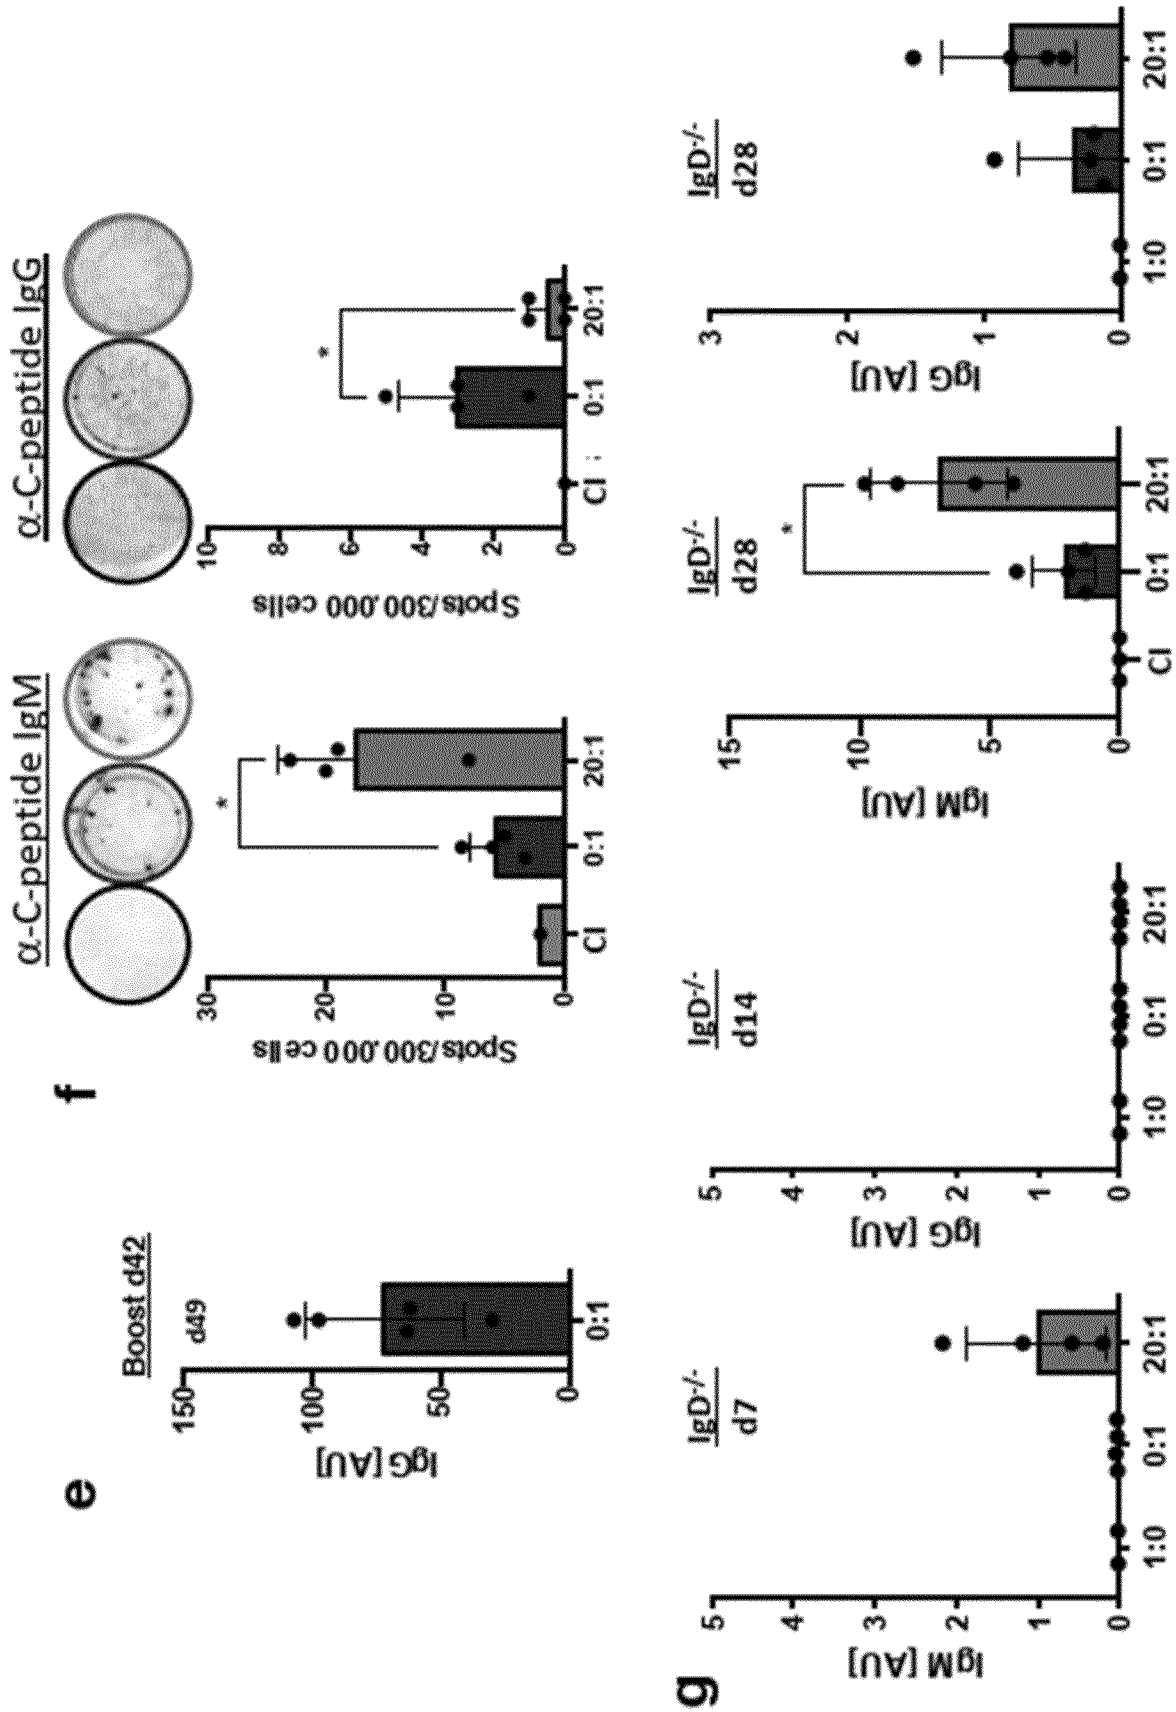 e
Boost d42
d49
IgG [AU]
150
100
50
0
0:1
f
α-C-peptide IgM
Spots/300.000 cells
30
20
10
0
*
CI 0:1 20:1
α-C-peptide IgG
Spots/300.000 cells
10
8
6
4
2
0
*
CI 0:1 20:1
g
IgD-/-
d7
IgM [AU]
5
4
3
2
1
0
1:0 0:1 20:1
IgD-/-
d14
IgG [AU]
5
4
3
2
1
0
1:0 0:1 20:1
IgD-/-
d28
IgM [AU]
15
10
5
0
*
CI 0:1 20:1
IgD-/-
d28
IgG [AU]
3
2
1
0
1:0 0:1 20:1